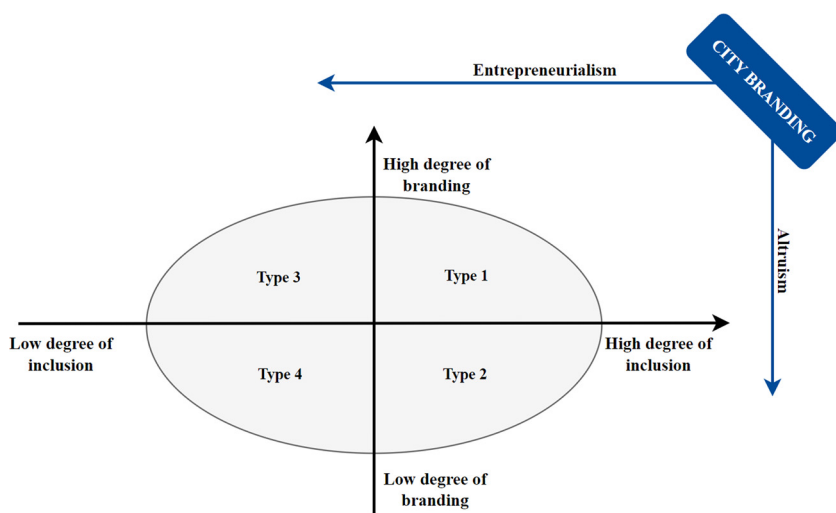 CITY BRANDING
Entrepreneurialism
High degree of
branding
Altruism
Type 3
Type 1
Low degree of
inclusion
High degree of
inclusion
Type 4
Type 2
Low degree of
branding